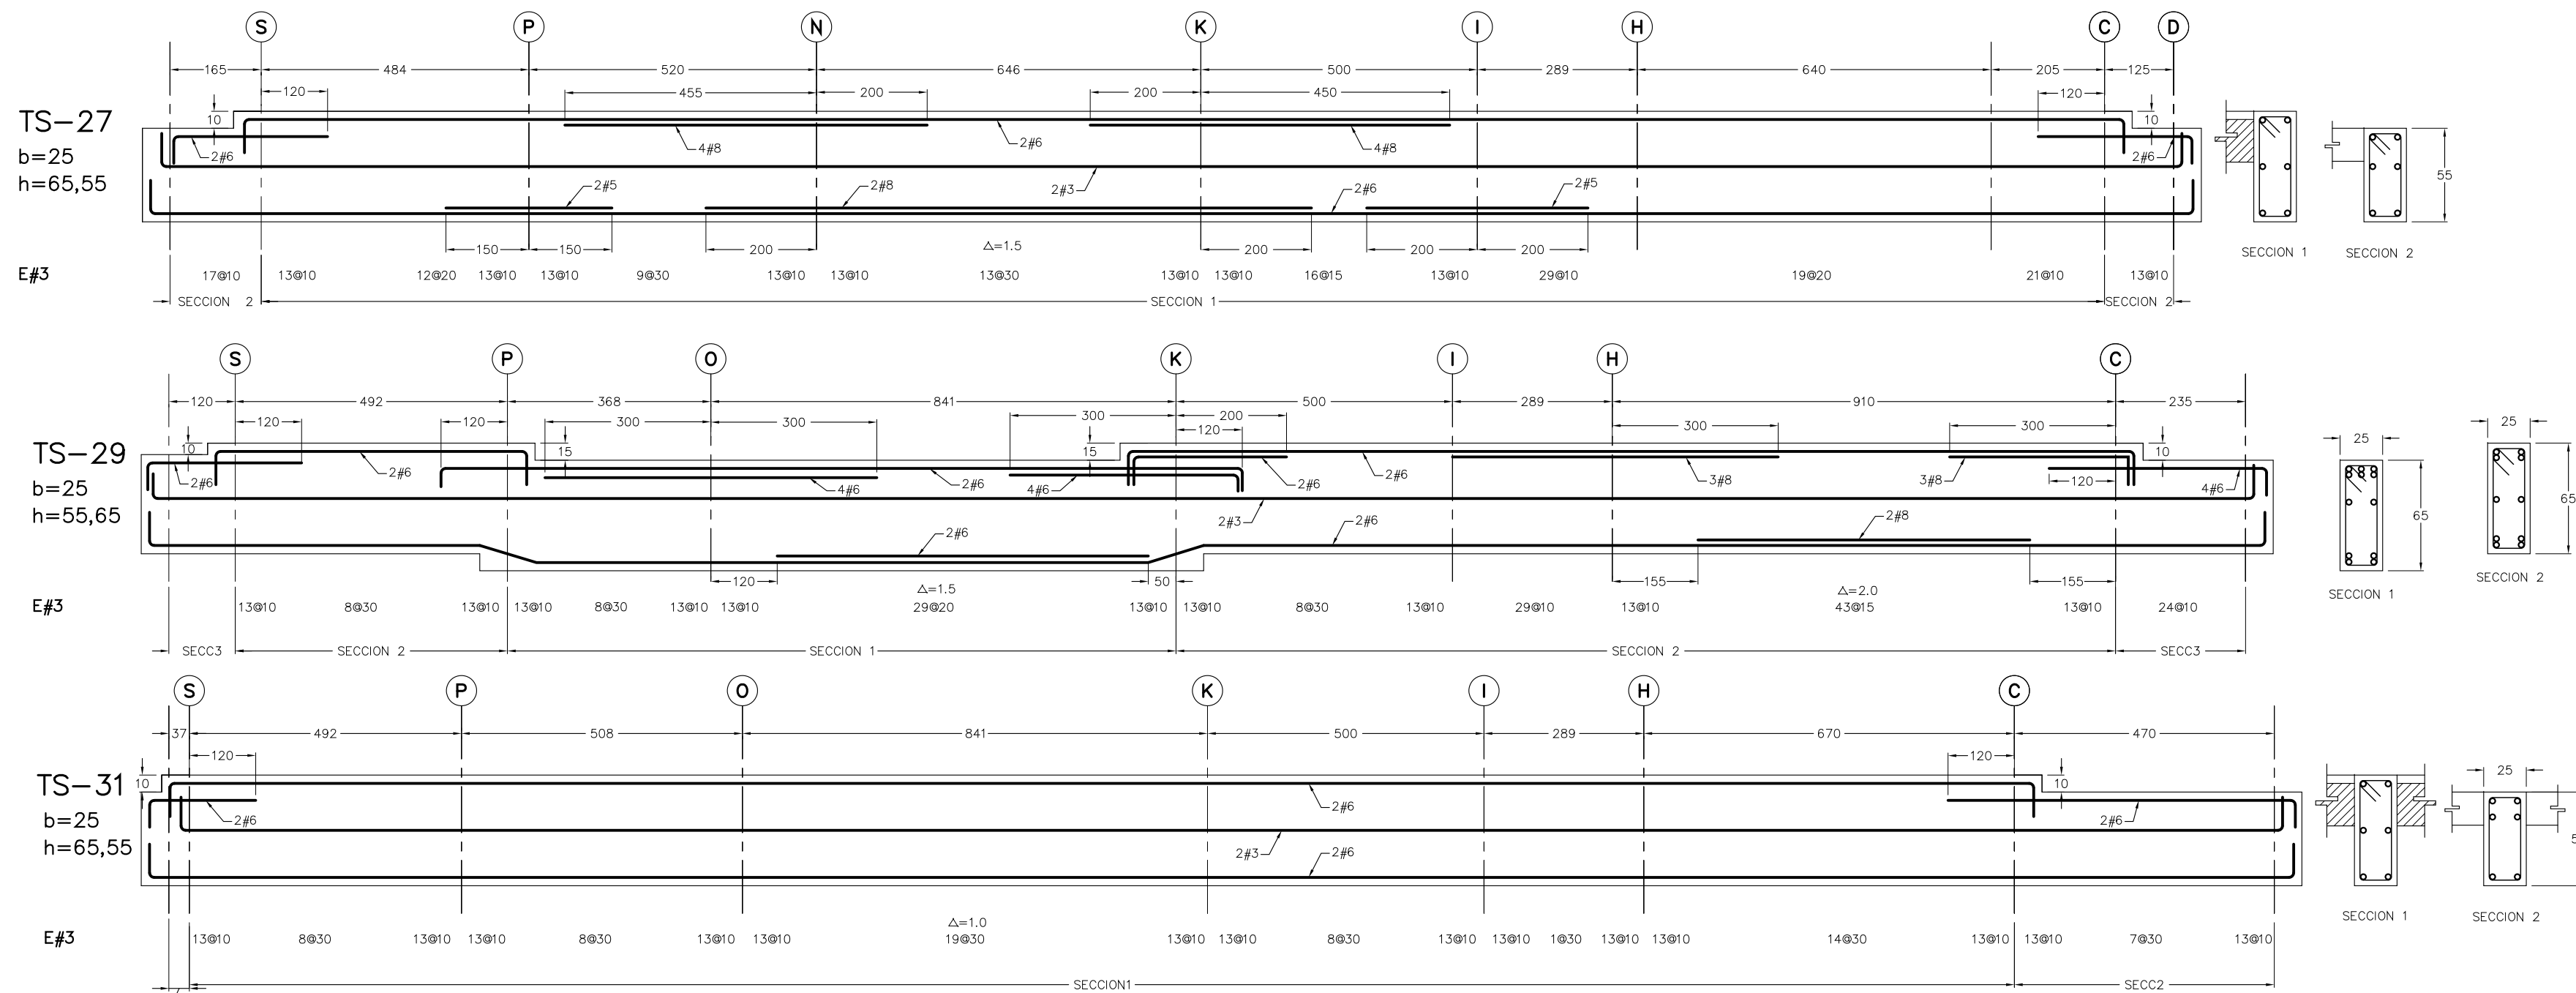 S P N K I H C D
165 484 520 646 500 289 640 205 125
120 455 200 200 450 120
TS-27
b=25
h=65,55
10 10
2#6 4#8 2#6 4#8 2#6
2#5 2#8 2#3 2#6 2#5
150 150 200 Δ=1.5 200 200 200
E#3 17@10 13@10 12@20 13@10 13@10 9@30 13@10 13@10 13@30 13@10 13@10 16@15 13@10 29@10 19@20 21@10 13@10
SECCION 2 SECCION 1 SECCION 2
55
SECCION 1 SECCION 2
S P O K I H C
120 492 368 841 500 289 910 235
120 120 300 300 300 200 120 300 300 120
TS-29
b=25
h=55,65
10 15 15 10
2#6 2#6 4#6 2#6 4#6 2#6 2#6 3#8 3#8 4#6
2#3
2#6 2#6 2#8
120 50 155 155
Δ=1.5 Δ=2.0
E#3 13@10 8@30 13@10 13@10 8@30 13@10 13@10 29@20 13@10 13@10 8@30 13@10 29@10 13@10 43@15 13@10 24@10
SECC3 SECCION 2 SECCION 1 SECCION 2 SECC3
25 25
65 65
SECCION 1 SECCION 2
S P O K I H C
37 492 508 841 500 289 670 470
120 120
TS-31
b=25
h=65,55
10 10
2#6 2#6 2#6
2#3 2#6
Δ=1.0
E#3 13@10 8@30 13@10 13@10 8@30 13@10 13@10 19@30 13@10 13@10 8@30 13@10 13@10 1@30 13@10 13@10 14@30 13@10 13@10 7@30 13@10
SECCION1 SECC2
25
SECCION 1 SECCION 2